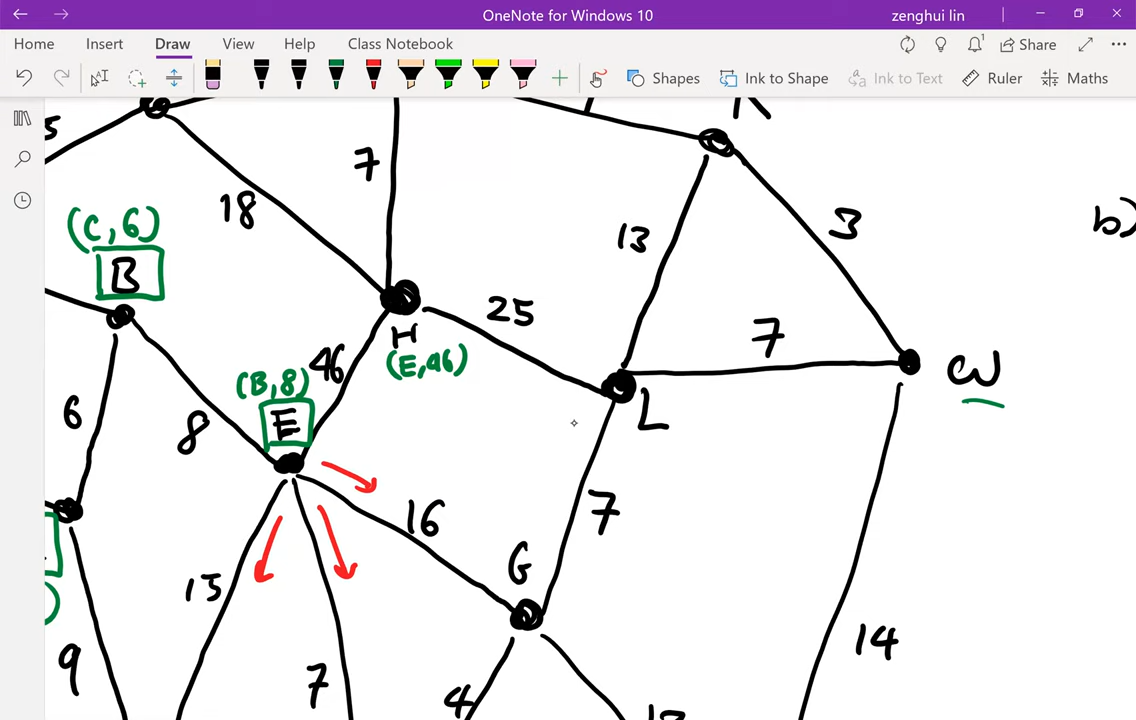 OneNote for Windows 10
zenghui lin
Home Insert Draw View Help Class Notebook
Share
Shapes
Ink to Shape
Ink to Text
Ruler
Maths
5
7
18
13
3
b)
(C, 6)
B
25
7
H
46
(E,46)
(B,8)
E
W
L
6
8
16
7
G
15
9
7
4
14